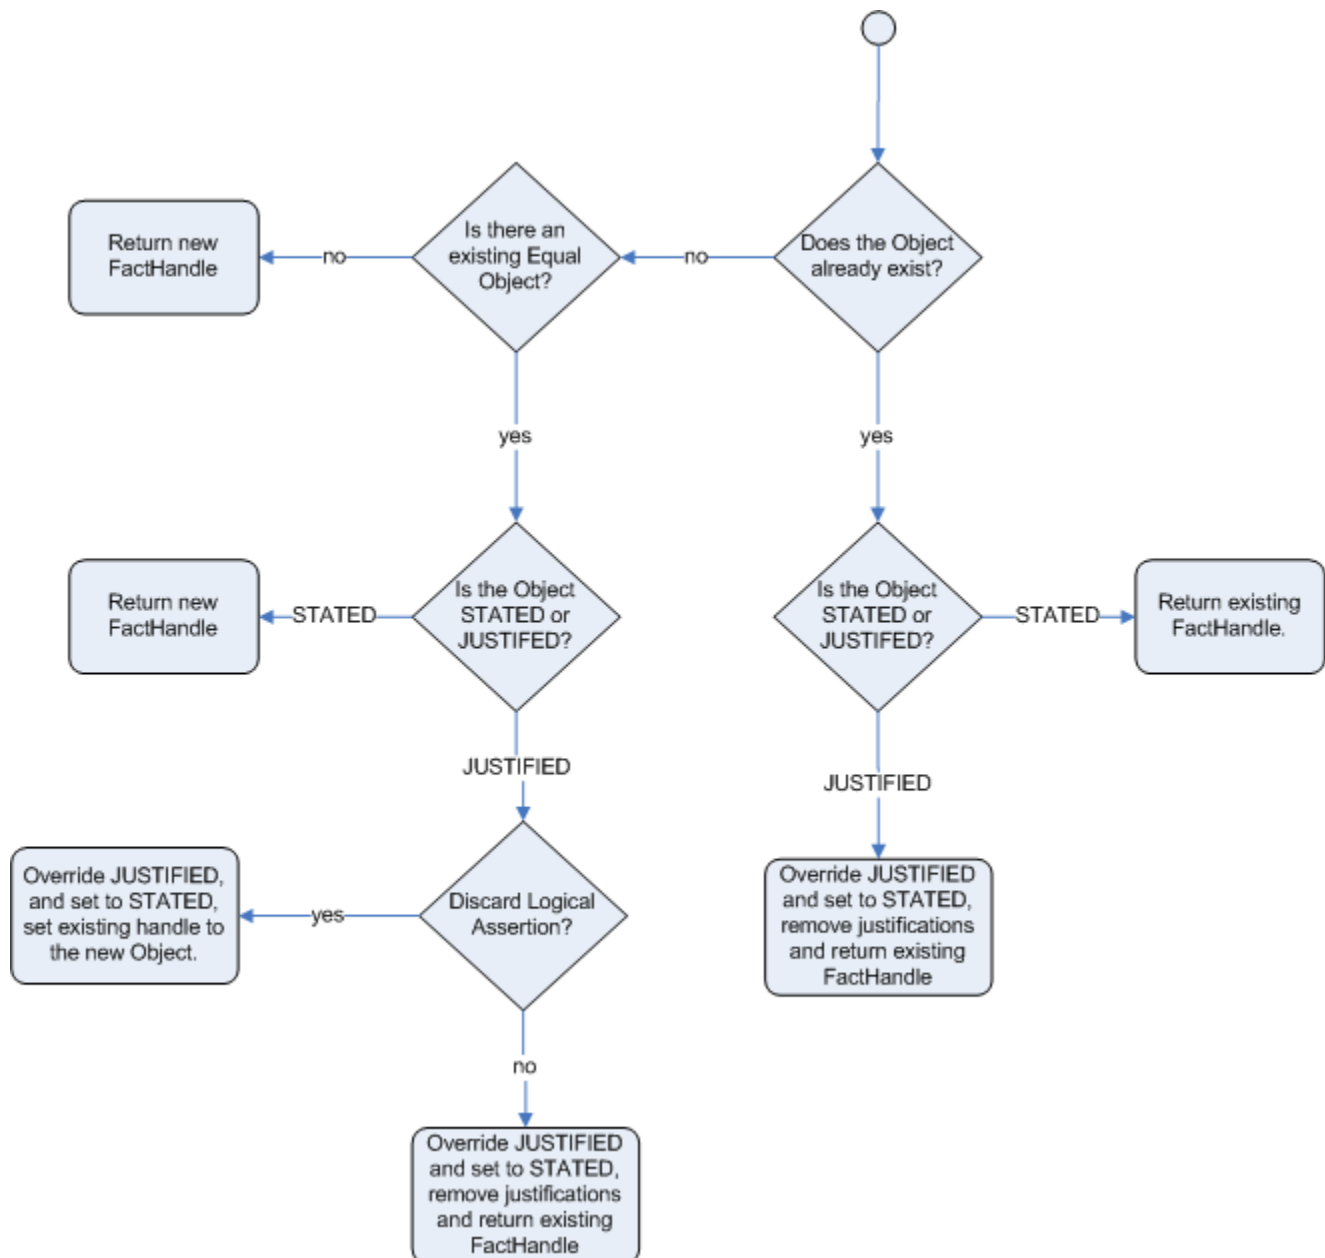 Is there an
existing Equal
Object?
Does the Object
already exist?
Return new
FactHandle
no
no
yes
yes
Return new
FactHandle
STATED
Is the Object
STATED or
JUSTIFED?
Is the Object
STATED or
JUSTIFED?
STATED
Return existing
FactHandle.
JUSTIFIED
JUSTIFIED
Override JUSTIFIED,
and set to STATED,
set existing handle to
the new Object.
yes
Discard Logical
Assertion?
Override JUSTIFIED
and set to STATED,
remove justifications
and return existing
FactHandle
no
Override JUSTIFIED
and set to STATED,
remove justifications
and return existing
FactHandle